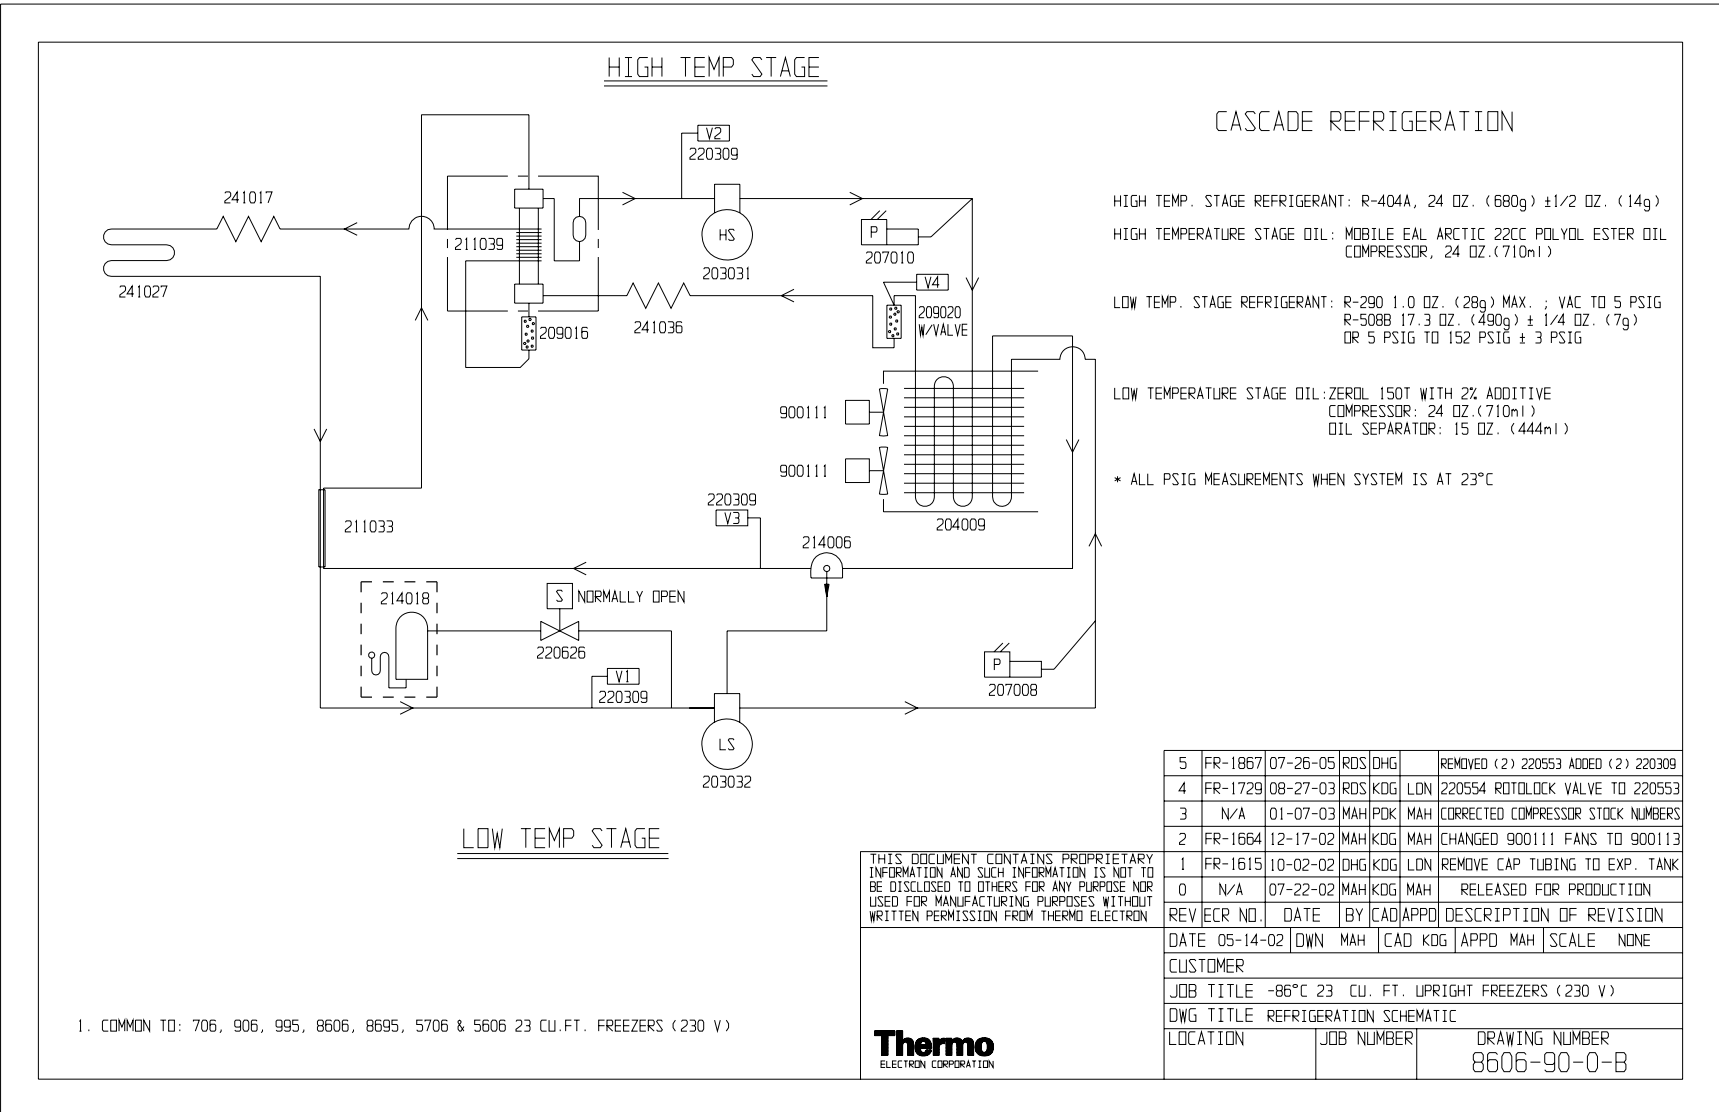 HIGH TEMP STAGE
CASCADE REFRIGERATION
V2
220309
241017
HIGH TEMP. STAGE REFRIGERANT: R-404A, 24 OZ. (680g) ±1/2 OZ. (14g)
211039
HS
P
HIGH TEMPERATURE STAGE OIL: MOBILE EAL ARCTIC 22CC POLYOL ESTER OIL
COMPRESSOR, 24 OZ.(710ml)
207010
203031
241027
V4
LOW TEMP. STAGE REFRIGERANT: R-290 1.0 OZ. (28g) MAX. ; VAC TO 5 PSIG
R-508B 17.3 OZ. (490g) ± 1/4 OZ. (7g)
OR 5 PSIG TO 152 PSIG ± 3 PSIG
209020
W/VALVE
209016
241036
LOW TEMPERATURE STAGE OIL:ZEROL 150T WITH 2% ADDITIVE
COMPRESSOR: 24 OZ.(710ml)
OIL SEPARATOR: 15 OZ. (444ml)
900111
900111
* ALL PSIG MEASUREMENTS WHEN SYSTEM IS AT 23°C
220309
V3
204009
211033
214006
214018
S NORMALLY OPEN
220626
V1
220309
P
207008
LS
203032
LOW TEMP STAGE
5 FR-1867 07-26-05 RDS DHG REMOVED (2) 220553 ADDED (2) 220309
4 FR-1729 08-27-03 RDS KDG LDN 220554 ROTOLOCK VALVE TO 220553
3 N/A 01-07-03 MAH PDK MAH CORRECTED COMPRESSOR STOCK NUMBERS
2 FR-1664 12-17-02 MAH KDG MAH CHANGED 900111 FANS TO 900113
1 FR-1615 10-02-02 DHG KDG LDN REMOVE CAP TUBING TO EXP. TANK
0 N/A 07-22-02 MAH KDG MAH RELEASED FOR PRODUCTION
REV ECR NO. DATE BY CAD APPD DESCRIPTION OF REVISION
THIS DOCUMENT CONTAINS PROPRIETARY
INFORMATION AND SUCH INFORMATION IS NOT TO
BE DISCLOSED TO OTHERS FOR ANY PURPOSE NOR
USED FOR MANUFACTURING PURPOSES WITHOUT
WRITTEN PERMISSION FROM THERMO ELECTRON
DATE 05-14-02 DWN MAH CAD KDG APPD MAH SCALE NONE
CUSTOMER
JOB TITLE -86°C 23 CU. FT. UPRIGHT FREEZERS (230 V)
DWG TITLE REFRIGERATION SCHEMATIC
LOCATION JOB NUMBER DRAWING NUMBER
8606-90-0-B
1. COMMON TO: 706, 906, 995, 8606, 8695, 5706 & 5606 23 CU.FT. FREEZERS (230 V)
Thermo
ELECTRON CORPORATION